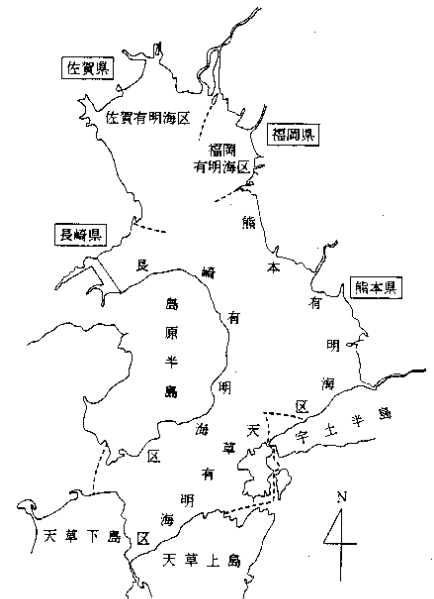 佐賀県
佐賀有明海区
福岡県
福岡
有明海区
長崎県
熊本有明海区
長崎有明海区
熊本県
島原半島
天草有明海区
宇土半島
天草下島
天草上島
N